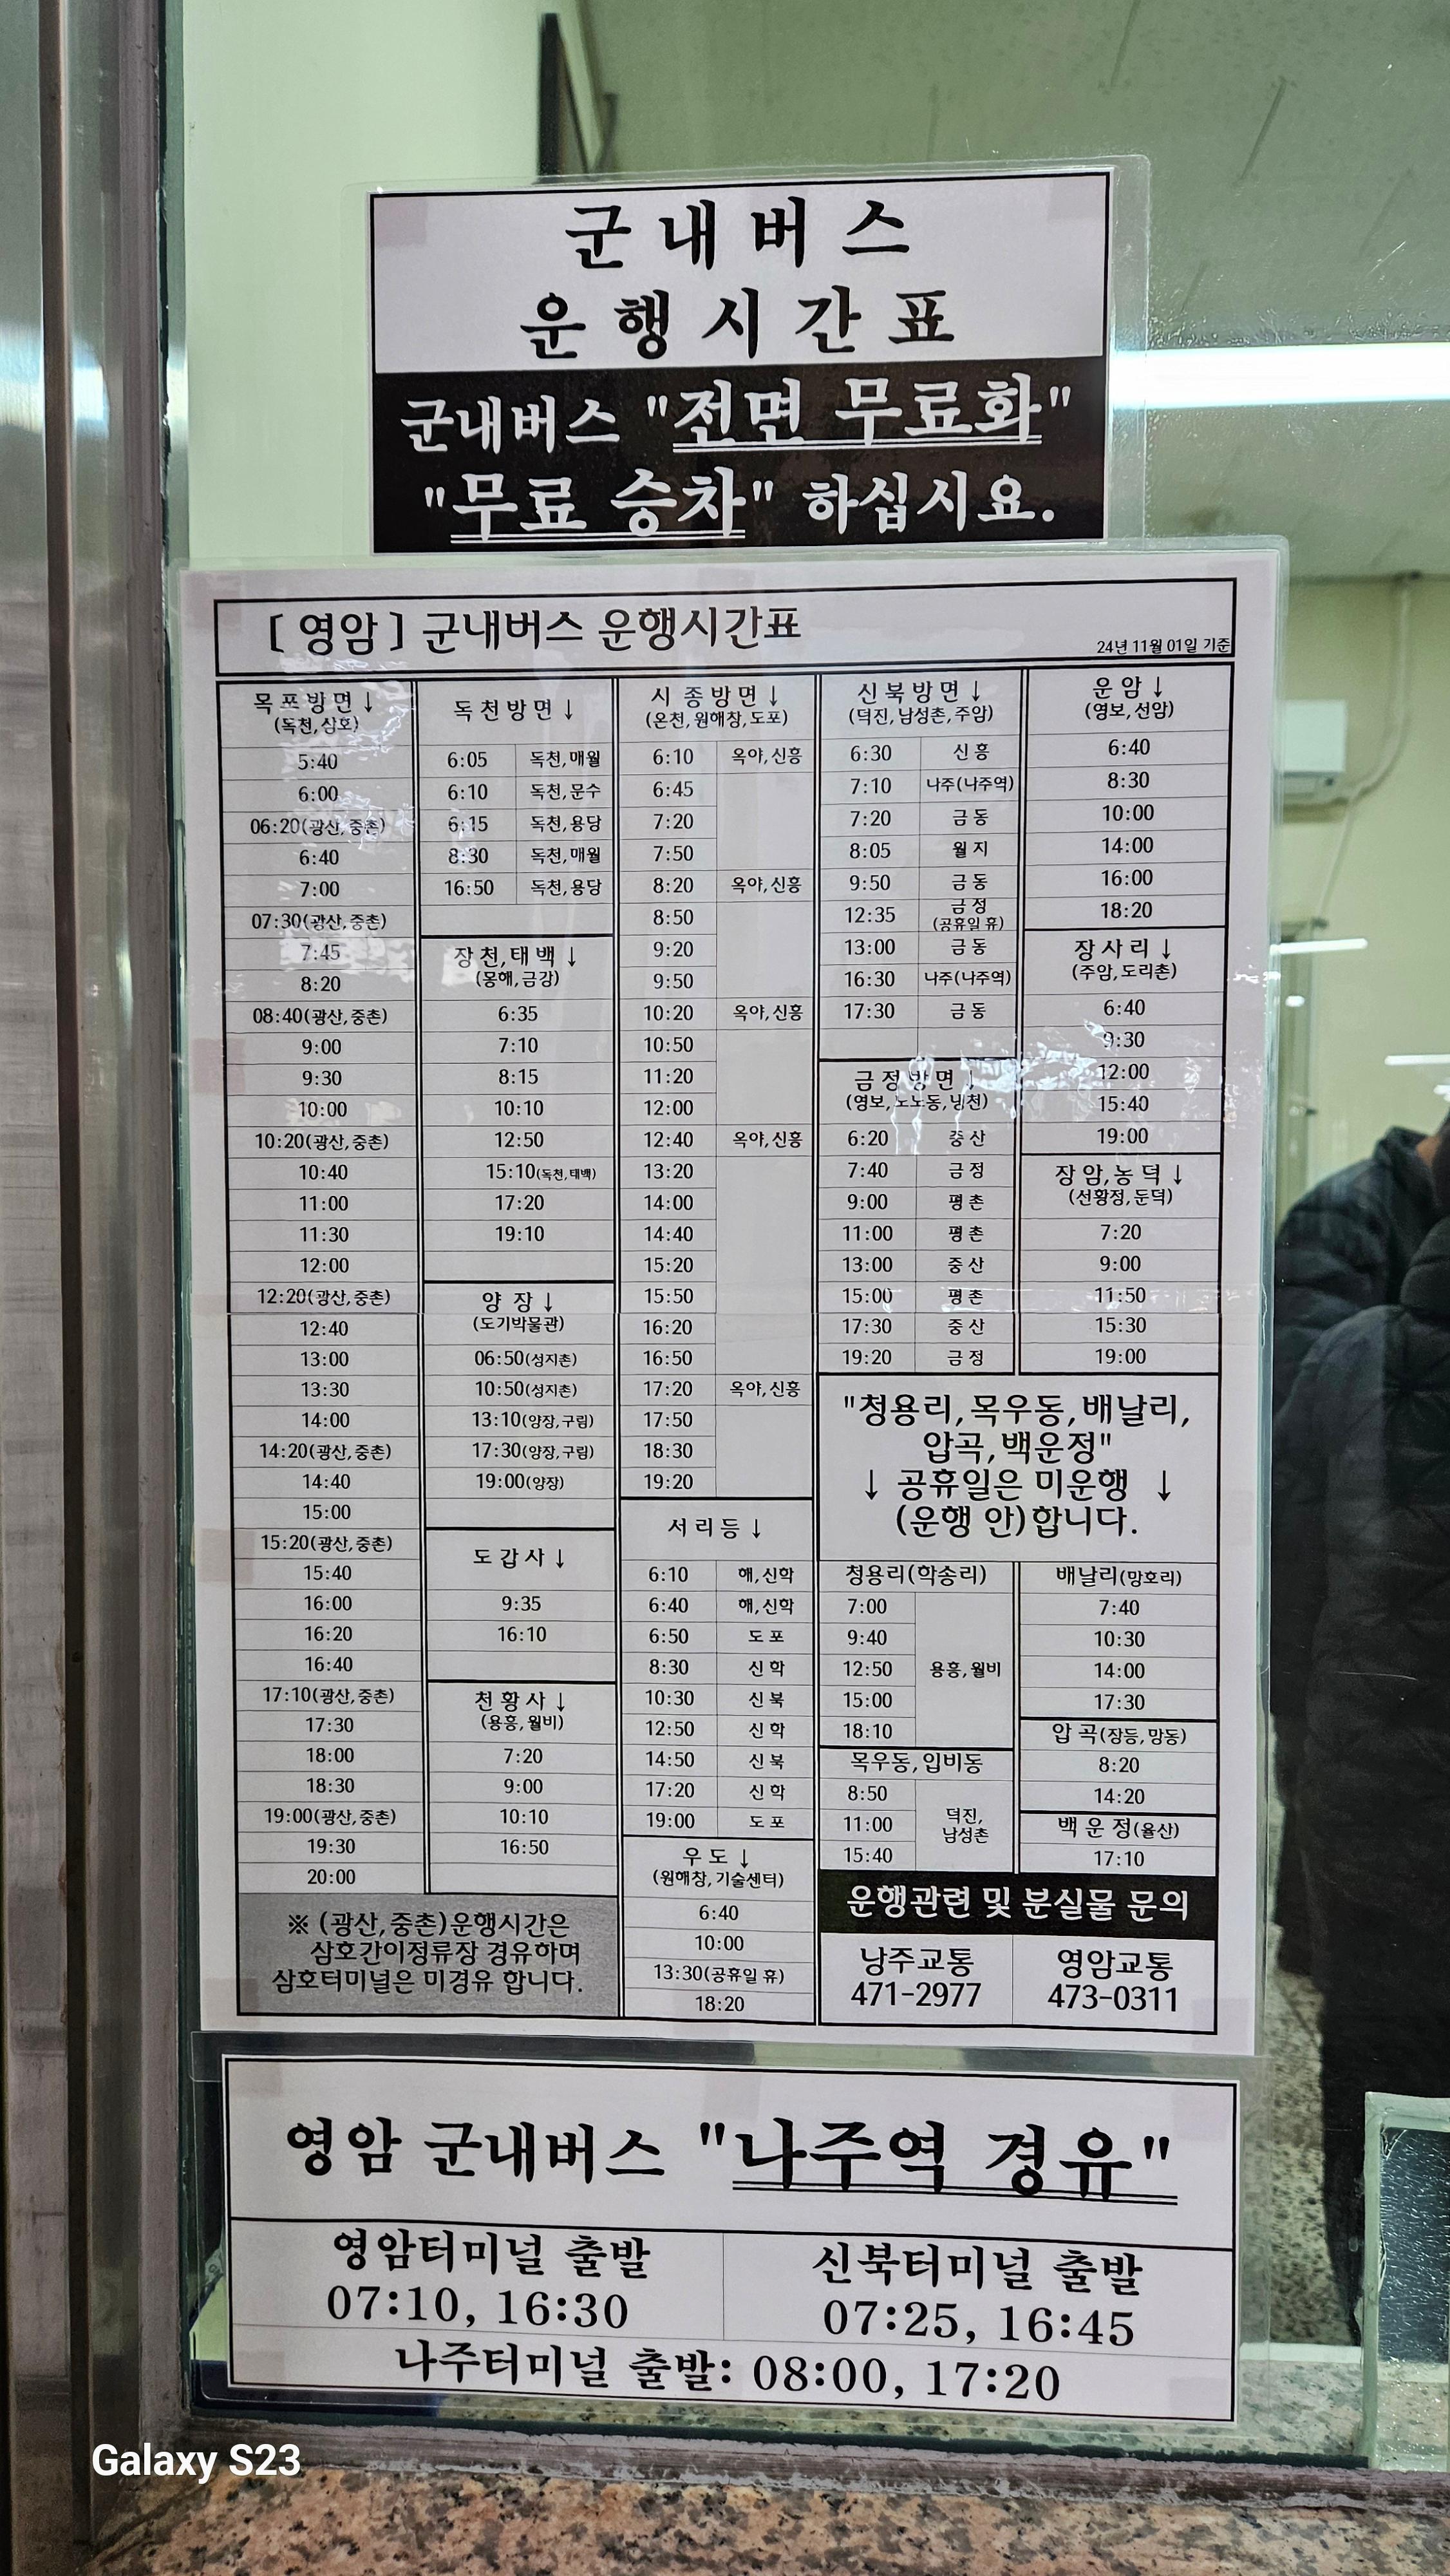 군내버스
운행시간표
군내버스 "전면 무료화"
"무료 승차" 하십시요.
[ 영암 ] 군내버스 운행시간표
24년 11월 01일 기준
목포방면 ↓
(독천, 삼호)
5:40
6:00
06:20(광산, 중촌)
6:40
7:00
07:30(광산, 중촌)
7:45
8:20
08:40(광산, 중촌)
9:00
9:30
10:00
10:20(광산, 중촌)
10:40
11:00
11:30
12:00
12:20(광산, 중촌)
12:40
13:00
13:30
14:00
14:20(광산, 중촌)
14:40
15:00
15:20(광산, 중촌)
15:40
16:00
16:20
16:40
17:10(광산, 중촌)
17:30
18:00
18:30
19:00(광산, 중촌)
19:30
20:00
독천방면 ↓
6:05 독천, 매월
6:10 독천, 문수
6:15 독천, 용당
8:30 독천, 매월
16:50 독천, 용당
장천, 태백 ↓
(몽해, 금강)
6:35
7:10
8:15
10:10
12:50
15:10(독천, 태백)
17:20
19:10
양 장 ↓
(도기박물관)
06:50(성지촌)
10:50(성지촌)
13:10(양장, 구림)
17:30(양장, 구림)
19:00(양장)
도갑사 ↓
9:35
16:10
천황사 ↓
(용흥, 월비)
7:20
9:00
10:10
16:50
※ (광산, 중촌)운행시간은
삼호간이정류장 경유하며
삼호터미널은 미경유 합니다.
시 종방면 ↓
(온천, 원해창, 도포)
6:10 옥야, 신흥
6:45
7:20
7:50
8:20 옥야, 신흥
8:50
9:20
9:50
10:20 옥야, 신흥
10:50
11:20
12:00
12:40 옥야, 신흥
13:20
14:00
14:40
15:20
15:50
16:20
16:50
17:20 옥야, 신흥
17:50
18:30
19:20
서리등 ↓
6:10 해, 신학
6:40 해, 신학
6:50 도포
8:30 신학
10:30 신북
12:50 신학
14:50 신북
17:20 신학
19:00 도포
우도 ↓
(원해창, 기술센터)
6:40
10:00
13:30(공휴일 휴)
18:20
신북방면 ↓
(덕진, 남성촌, 주암)
6:30 신흥
7:10 나주(나주역)
7:20 금동
8:05 월지
9:50 금동
12:35 금정
(공휴일 휴)
13:00 금동
16:30 나주(나주역)
17:30 금동
금정방면 ↓
(영보, 노노동, 냉천)
6:20 중산
7:40 금정
9:00 평촌
11:00 평촌
13:00 중산
15:00 평촌
17:30 중산
19:20 금정
운암 ↓
(영보, 선암)
6:40
8:30
10:00
14:00
16:00
18:20
장사리 ↓
(주암, 도리촌)
6:40
9:30
12:00
15:40
19:00
장암, 농덕 ↓
(선황정, 둔덕)
7:20
9:00
11:50
15:30
19:00
"청용리, 목우동, 배날리,
압곡, 백운정"
↓ 공휴일은 미운행 ↓
(운행 안)합니다.
청용리(학송리)
7:00
9:40
12:50 용흥, 월비
15:00
18:10
목우동, 입비동
8:50
11:00 덕진,
남성촌
15:40
배날리(망호리)
7:40
10:30
14:00
17:30
압 곡(장등, 망동)
8:20
14:20
백 운 정(율산)
17:10
운행관련 및 분실물 문의
낭주교통 영암교통
471-2977 473-0311
영암 군내버스 "나주역 경유"
영암터미널 출발
07:10, 16:30
신북터미널 출발
07:25, 16:45
나주터미널 출발: 08:00, 17:20
Galaxy S23